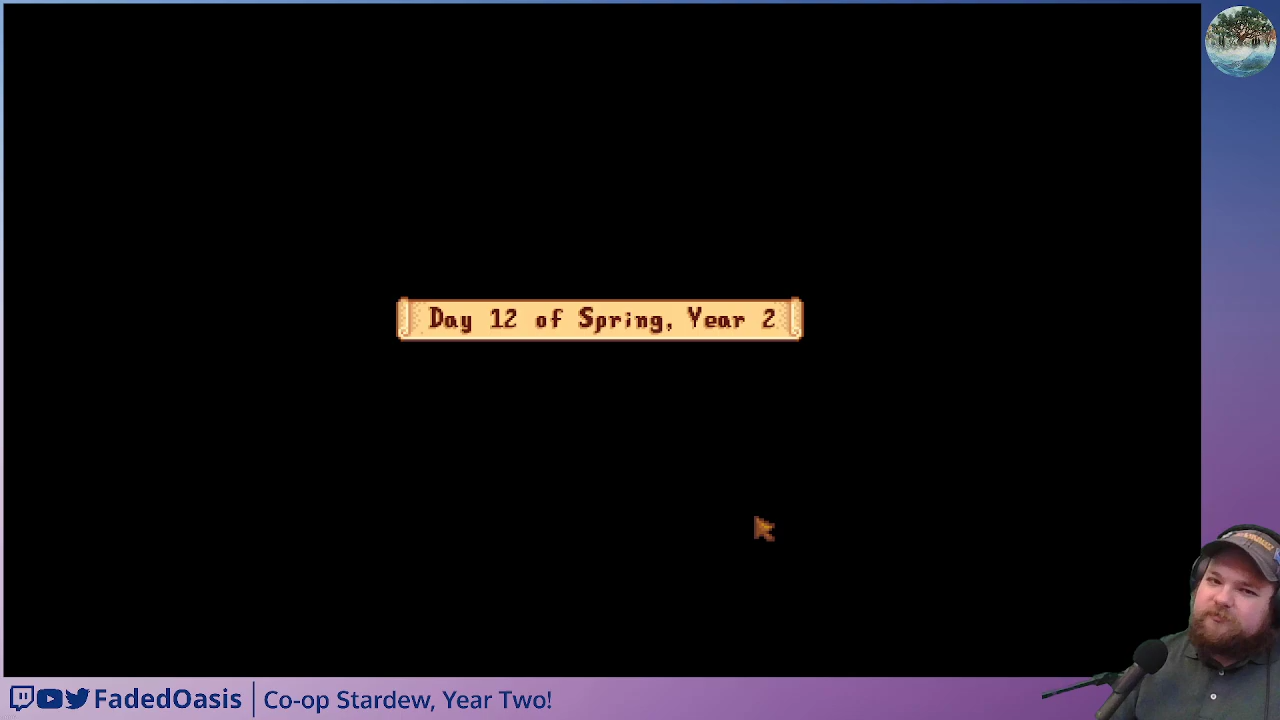 Day 12 of Spring, Year 2
FadedOasis
Co-op Stardew, Year Two!